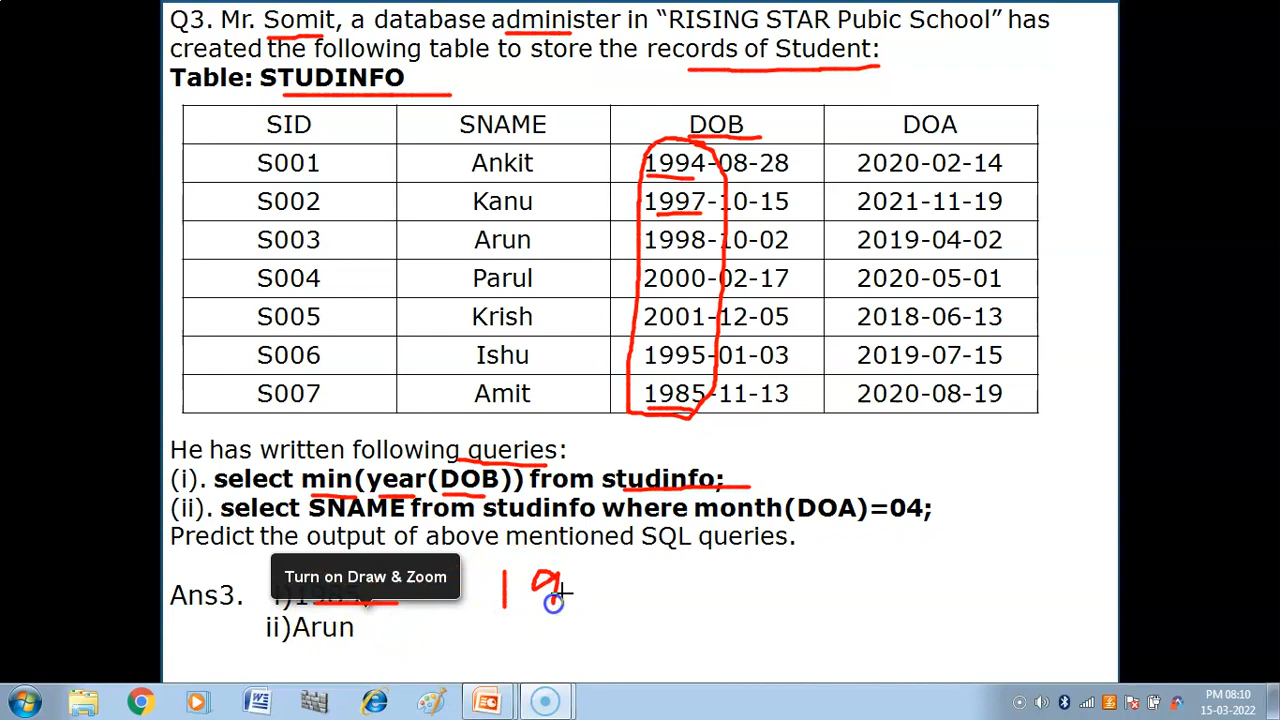 Q3. Mr. Somit, a database administer in “RISING STAR Pubic School” has
created the following table to store the records of Student:
Table: STUDINFO
SID SNAME DOB DOA
S001 Ankit 1994-08-28 2020-02-14
S002 Kanu 1997-10-15 2021-11-19
S003 Arun 1998-10-02 2019-04-02
S004 Parul 2000-02-17 2020-05-01
S005 Krish 2001-12-05 2018-06-13
S006 Ishu 1995-01-03 2019-07-15
S007 Amit 1985-11-13 2020-08-19
He has written following queries:
(i). select min(year(DOB)) from studinfo;
(ii). select SNAME from studinfo where month(DOA)=04;
Predict the output of above mentioned SQL queries.
Turn on Draw & Zoom
Ans3. i)1985 19
ii)Arun
PM 08:10
15-03-2022